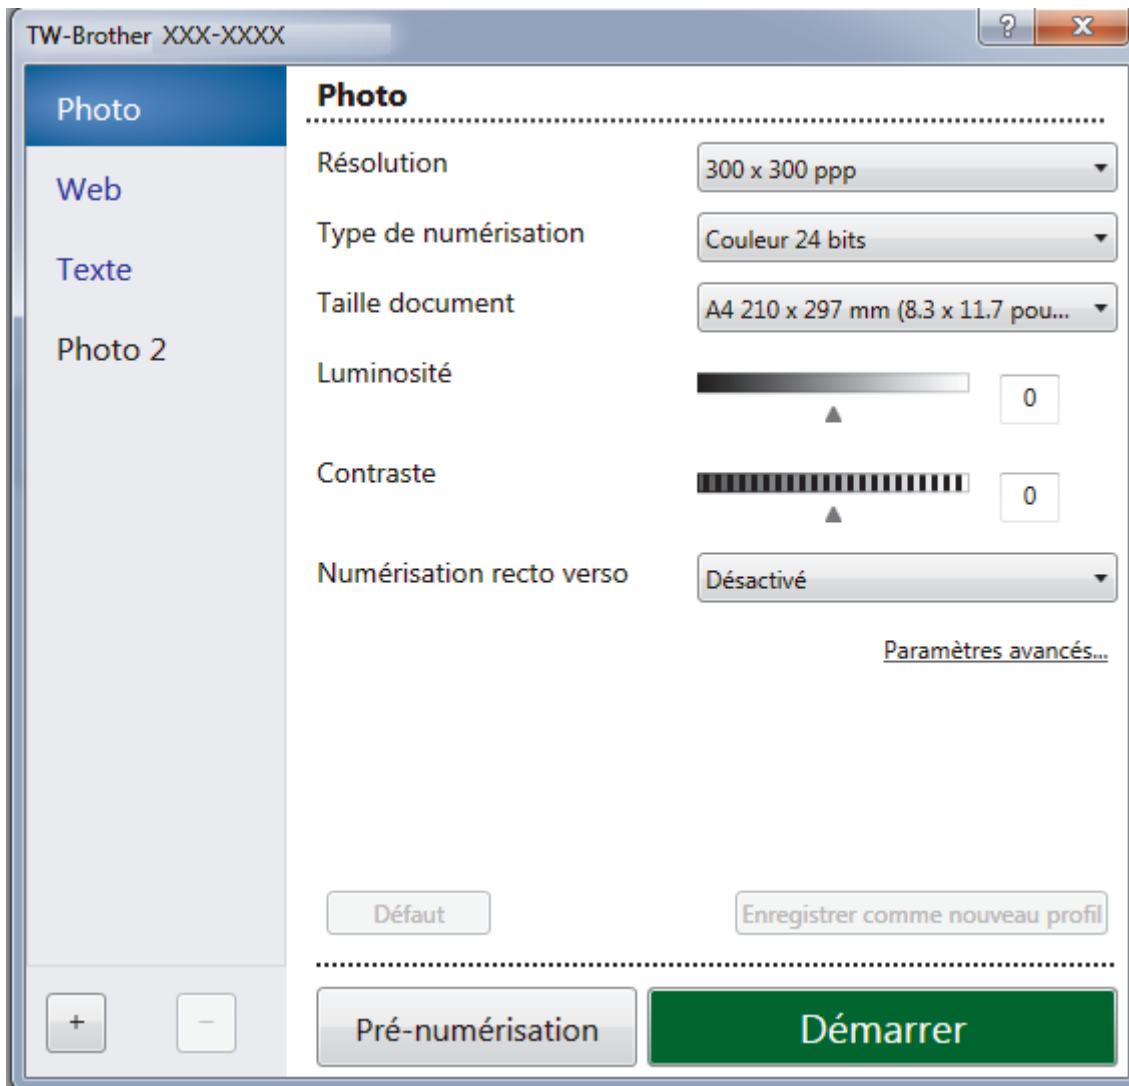 TW-Brother XXX-XXXX
?
x
Photo
Web
Texte
Photo 2
+
−
Photo
Résolution
300 x 300 ppp
Type de numérisation
Couleur 24 bits
Taille document
A4 210 x 297 mm (8.3 x 11.7 pou...
Luminosité
0
Contraste
0
Numérisation recto verso
Désactivé
Paramètres avancés...
Défaut
Enregistrer comme nouveau profil
Pré-numérisation
Démarrer